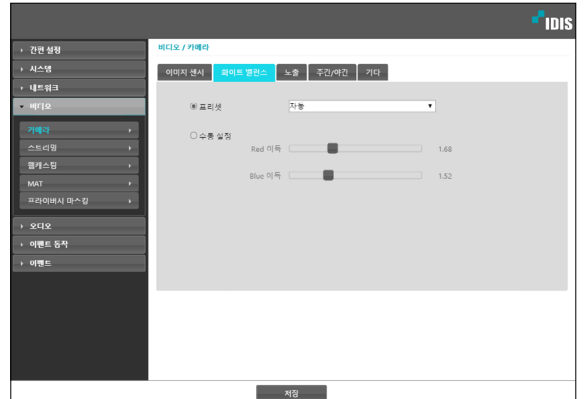 IDIS
간편 설정
시스템
네트워크
비디오
카메라
스트리밍
웹캐스팅
MAT
프라이버시 마스킹
오디오
이벤트 동작
이벤트
비디오 / 카메라
이미지 센서 화이트 밸런스 노출 주간/야간 기타
프리셋 자동
수동 설정
Red 이득 1.68
Blue 이득 1.52
저장